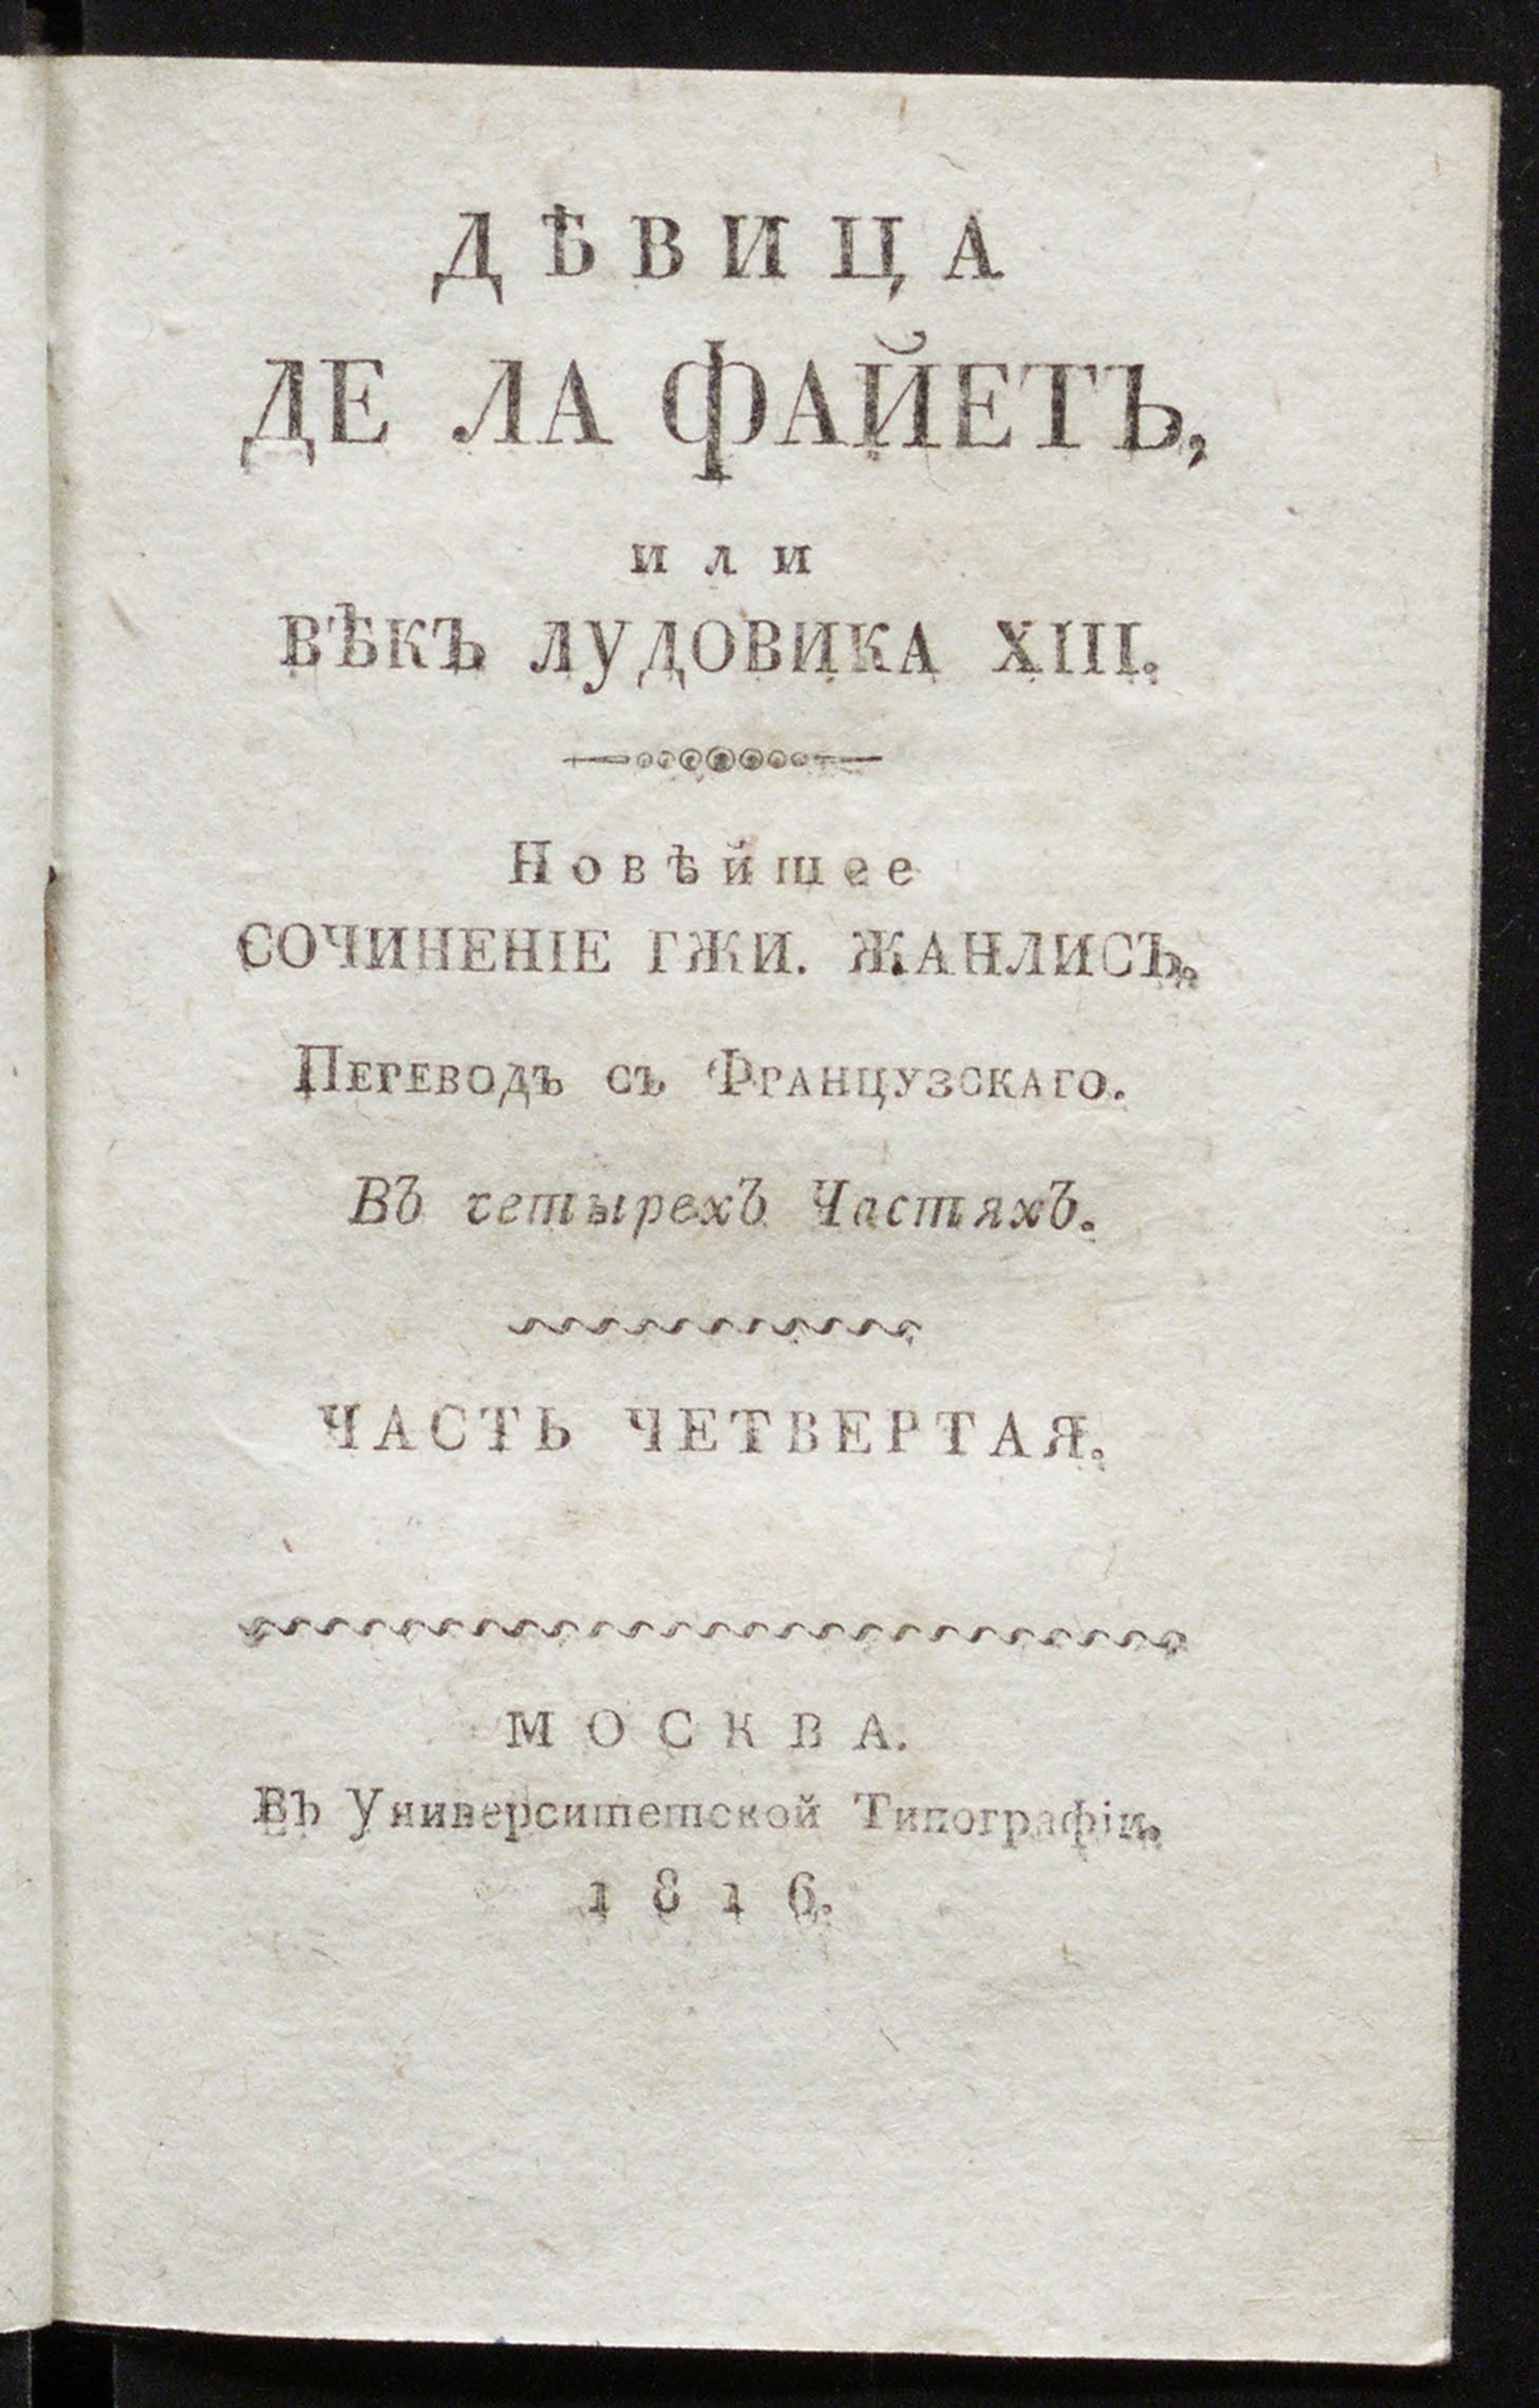 ДѢВИЦА
ДЕ ЛА ФАЙЕТЪ,
или
ВѢКЪ ЛУДОВИКА XIII.
Новѣйшее
СОЧИНЕНІЕ ГЖИ. ЖАНЛИСЪ.
Переводъ съ Французскаго.
Въ четырехъ Частяхъ.
ЧАСТЬ ЧЕТВЕРТАЯ.
МОСКВА.
Въ Университетской Типографіи.
1816.